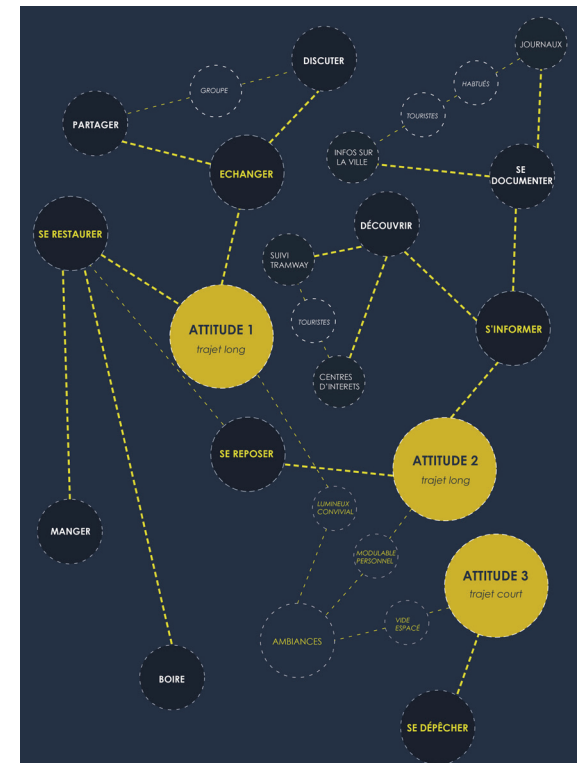 JOURNAUX
DISCUTER
HABTUÉS
GROUPE
TOURISTES
PARTAGER
INFOS SUR
LA VILLE
ECHANGER
SE
DOCUMENTER
DÉCOUVRIR
SE RESTAURER
SUIVI
TRAMWAY
TOURISTES
ATTITUDE 1
trajet long
S'INFORMER
CENTRES
D'INTERETS
SE REPOSER
ATTITUDE 2
trajet long
LUMINEUX
CONVIVIAL
MANGER
MODULABLE
PERSONNEL
ATTITUDE 3
trajet court
VIDE
ESPACÉ
AMBIANCES
BOIRE
SE DÉPÊCHER